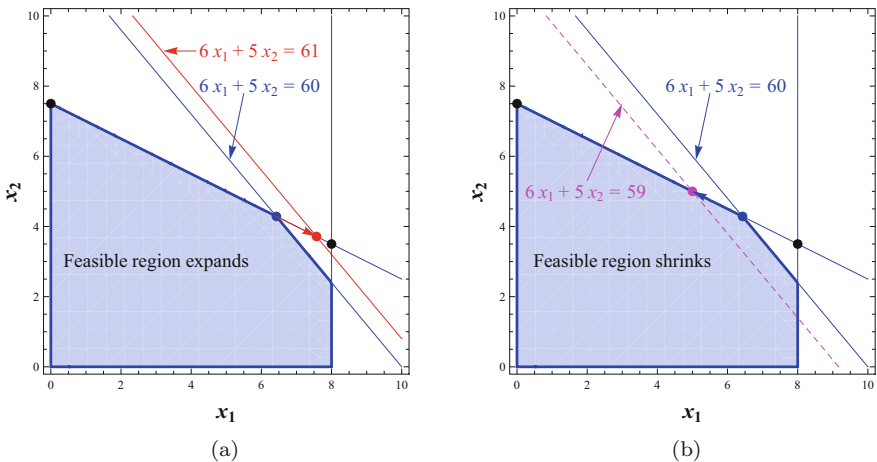 10
8
6
4
2
0
x₂
6 x₁ + 5 x₂ = 61
6 x₁ + 5 x₂ = 60
Feasible region expands
0 2 4 6 8 10
x₁
(a)
10
8
6
4
2
0
x₂
6 x₁ + 5 x₂ = 60
6 x₁ + 5 x₂ = 59
Feasible region shrinks
0 2 4 6 8 10
x₁
(b)